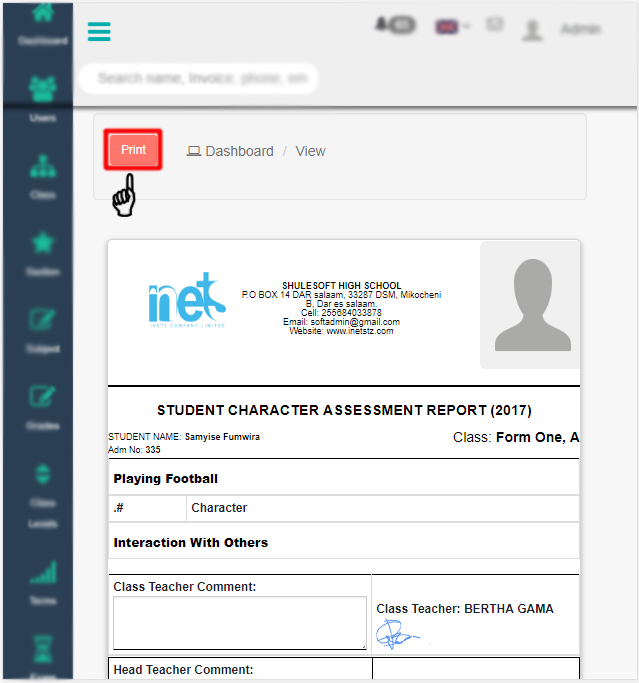 Dashboard
Admin
Search name, Invoice, phone, em
Users
Print
Dashboard / View
Class
Section
inet
INETS COMPANY LIMITED
SHULESOFT HIGH SCHOOL
P.O BOX 14 DAR salaam, 33287 DSM, Mikocheni
B, Dar es salaam.
Cell: 255684033878
Email: softadmin@gmail.com
Website: www.inetstz.com
Subject
Grades
Class
Levels
Terms
STUDENT CHARACTER ASSESSMENT REPORT (2017)
STUDENT NAME: Samyise Fumwira
Class: Form One, A
Adm No: 335
Playing Football
.# Character
Interaction With Others
Class Teacher Comment:
Class Teacher: BERTHA GAMA
Head Teacher Comment: